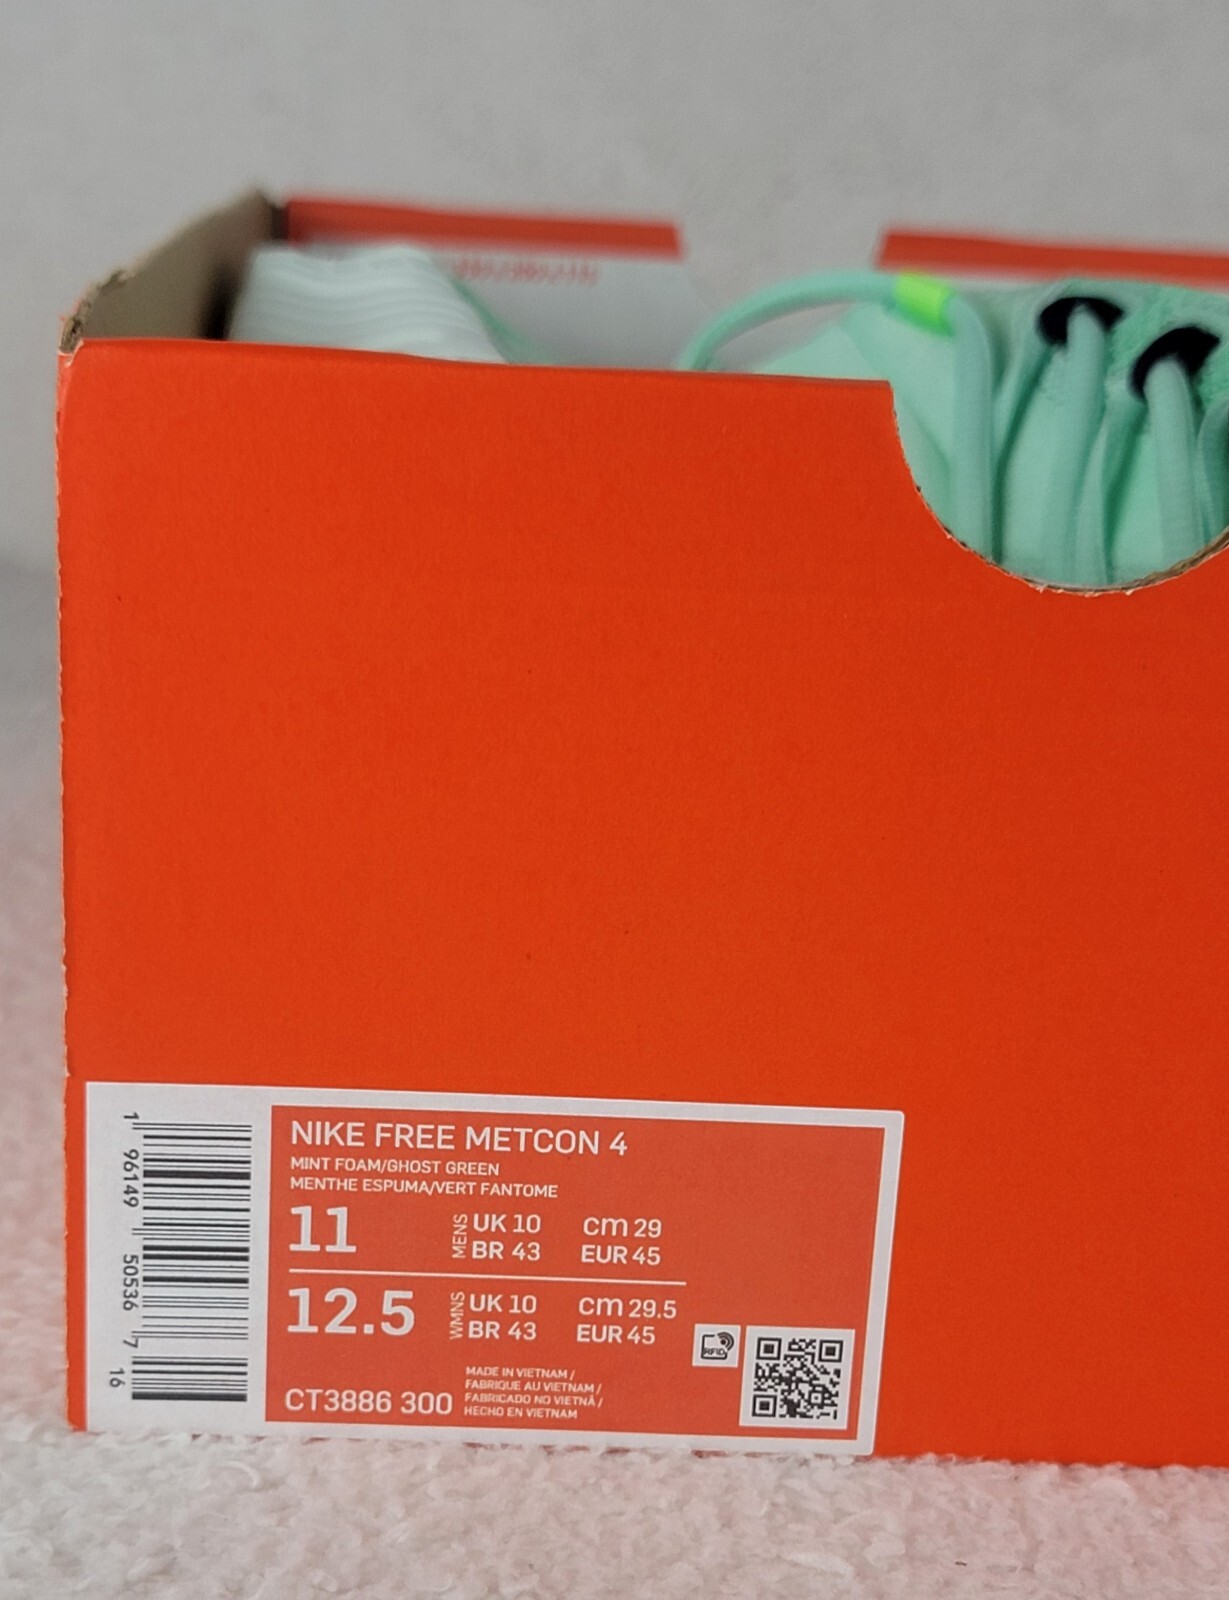 NIKE FREE METCON 4
MINT FOAM/GHOST GREEN
MENTHE ESPUMA/VERT FANTOME
11
MENS
UK 10 cm 29
BR 43 EUR 45
12.5
WMNS
UK 10 cm 29.5
BR 43 EUR 45
CT3886 300
MADE IN VIETNAM /
FABRIQUE AU VIETNAM /
FABRICADO NO VIETNÃ /
HECHO EN VIETNAM
RFID
1 96149 50536 7 16